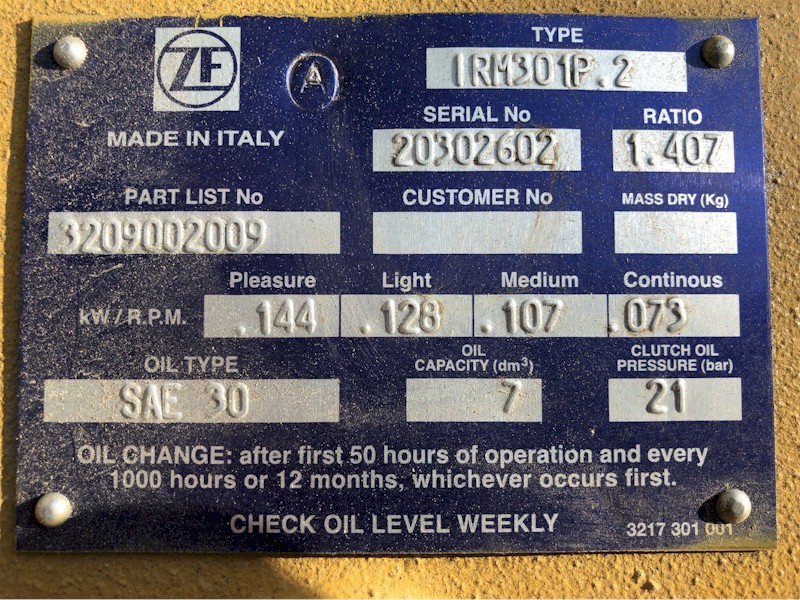 ZF
A
TYPE
IRM301P.2
MADE IN ITALY
SERIAL No
20302602
RATIO
1.407
PART LIST No
3209002009
CUSTOMER No
MASS DRY (Kg)
Pleasure Light Medium Continous
kW / R.P.M. .144 .128 .107 .073
OIL TYPE
SAE 30
OIL
CAPACITY (dm³)
7
CLUTCH OIL
PRESSURE (bar)
21
OIL CHANGE: after first 50 hours of operation and every
1000 hours or 12 months, whichever occurs first.
CHECK OIL LEVEL WEEKLY
3217 301 001